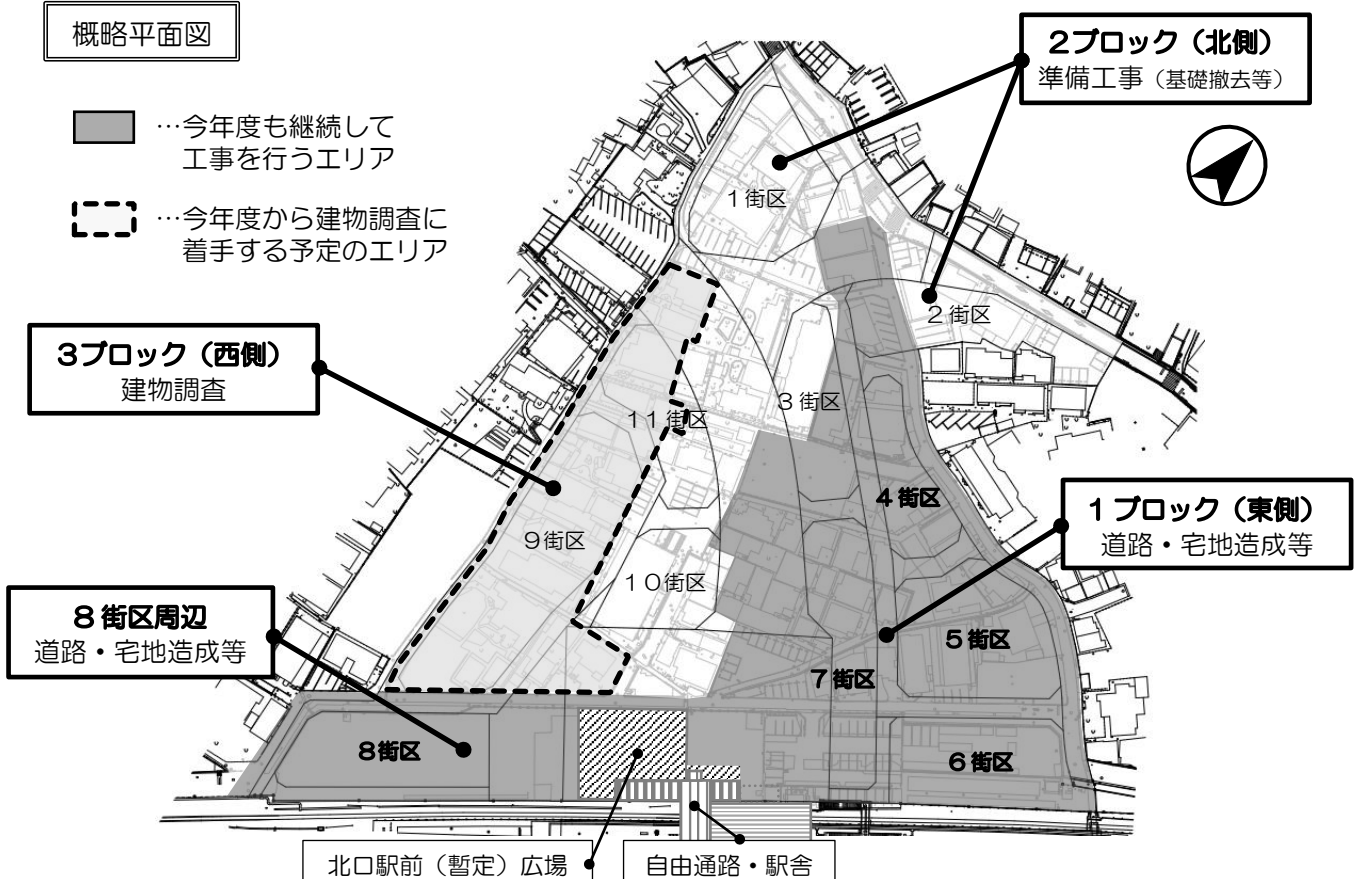 概略平面図
…今年度も継続して
工事を行うエリア
…今年度から建物調査に
着手する予定のエリア
2ブロック（北側）
準備工事（基礎撤去等）
1街区
2街区
3ブロック（西側）
建物調査
3街区
11街区
4街区
1ブロック（東側）
道路・宅地造成等
9街区
10街区
8街区周辺
道路・宅地造成等
5街区
7街区
8街区
6街区
北口駅前（暫定）広場
自由通路・駅舎